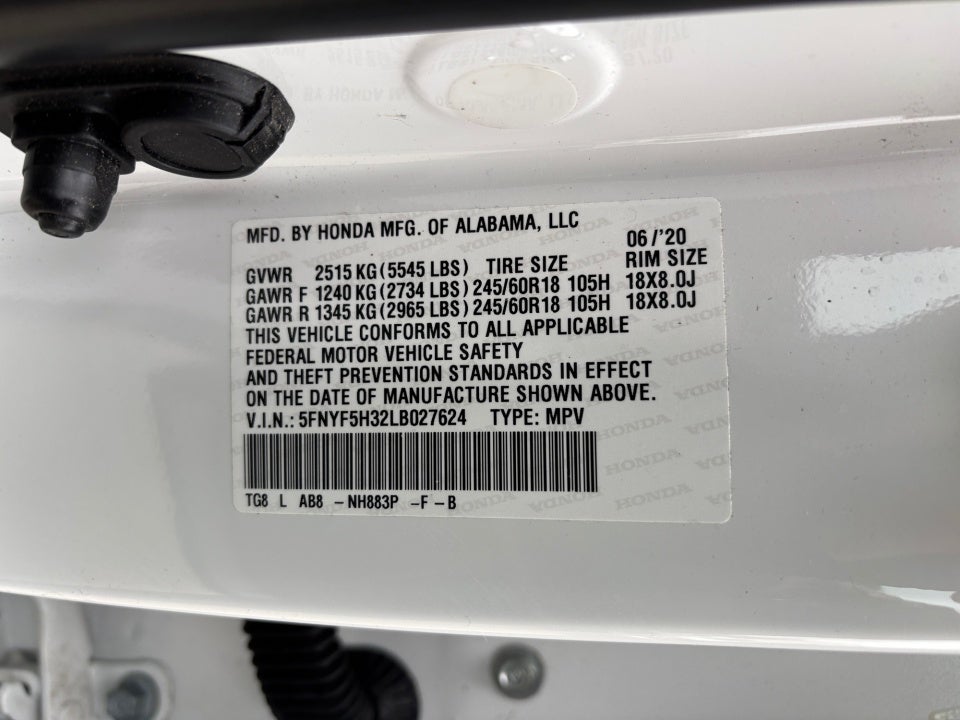 MFD. BY HONDA MFG. OF ALABAMA, LLC
06/'20
GVWR 2515 KG (5545 LBS) TIRE SIZE RIM SIZE
GAWR F 1240 KG (2734 LBS) 245/60R18 105H 18X8.0J
GAWR R 1345 KG (2965 LBS) 245/60R18 105H 18X8.0J
THIS VEHICLE CONFORMS TO ALL APPLICABLE
FEDERAL MOTOR VEHICLE SAFETY
AND THEFT PREVENTION STANDARDS IN EFFECT
ON THE DATE OF MANUFACTURE SHOWN ABOVE.
V.I.N.: 5FNYF5H32LB027624 TYPE: MPV
TG8 L AB8 -NH883P -F -B